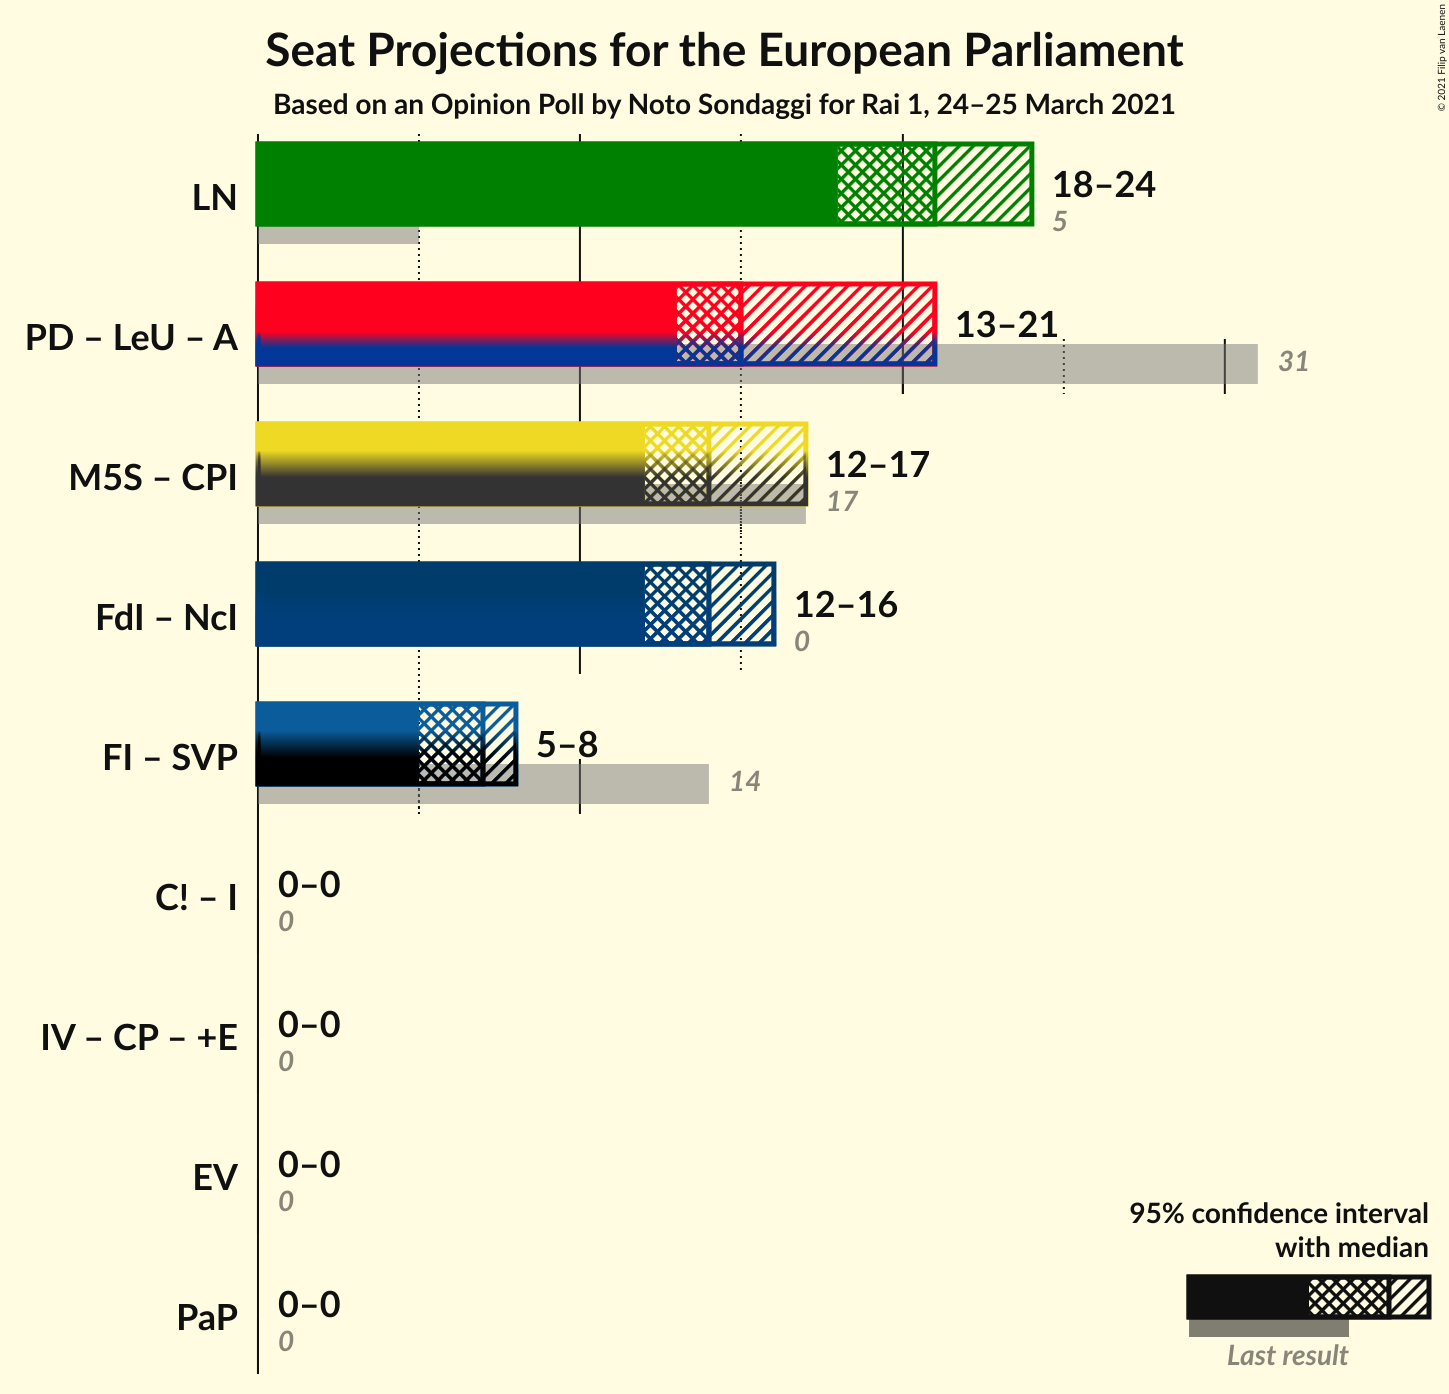 Seat Projections for the European Parliament
Based on an Opinion Poll by Noto Sondaggi for Rai 1, 24–25 March 2021
© 2021 Filip van Laenen
LN
18–24
5
PD – LeU – A
13–21
31
M5S – CPI
12–17
17
FdI – NcI
12–16
0
FI – SVP
5–8
14
C! – I
0–0
0
IV – CP – +E
0–0
0
EV
0–0
0
PaP
0–0
0
95% confidence interval
with median
Last result